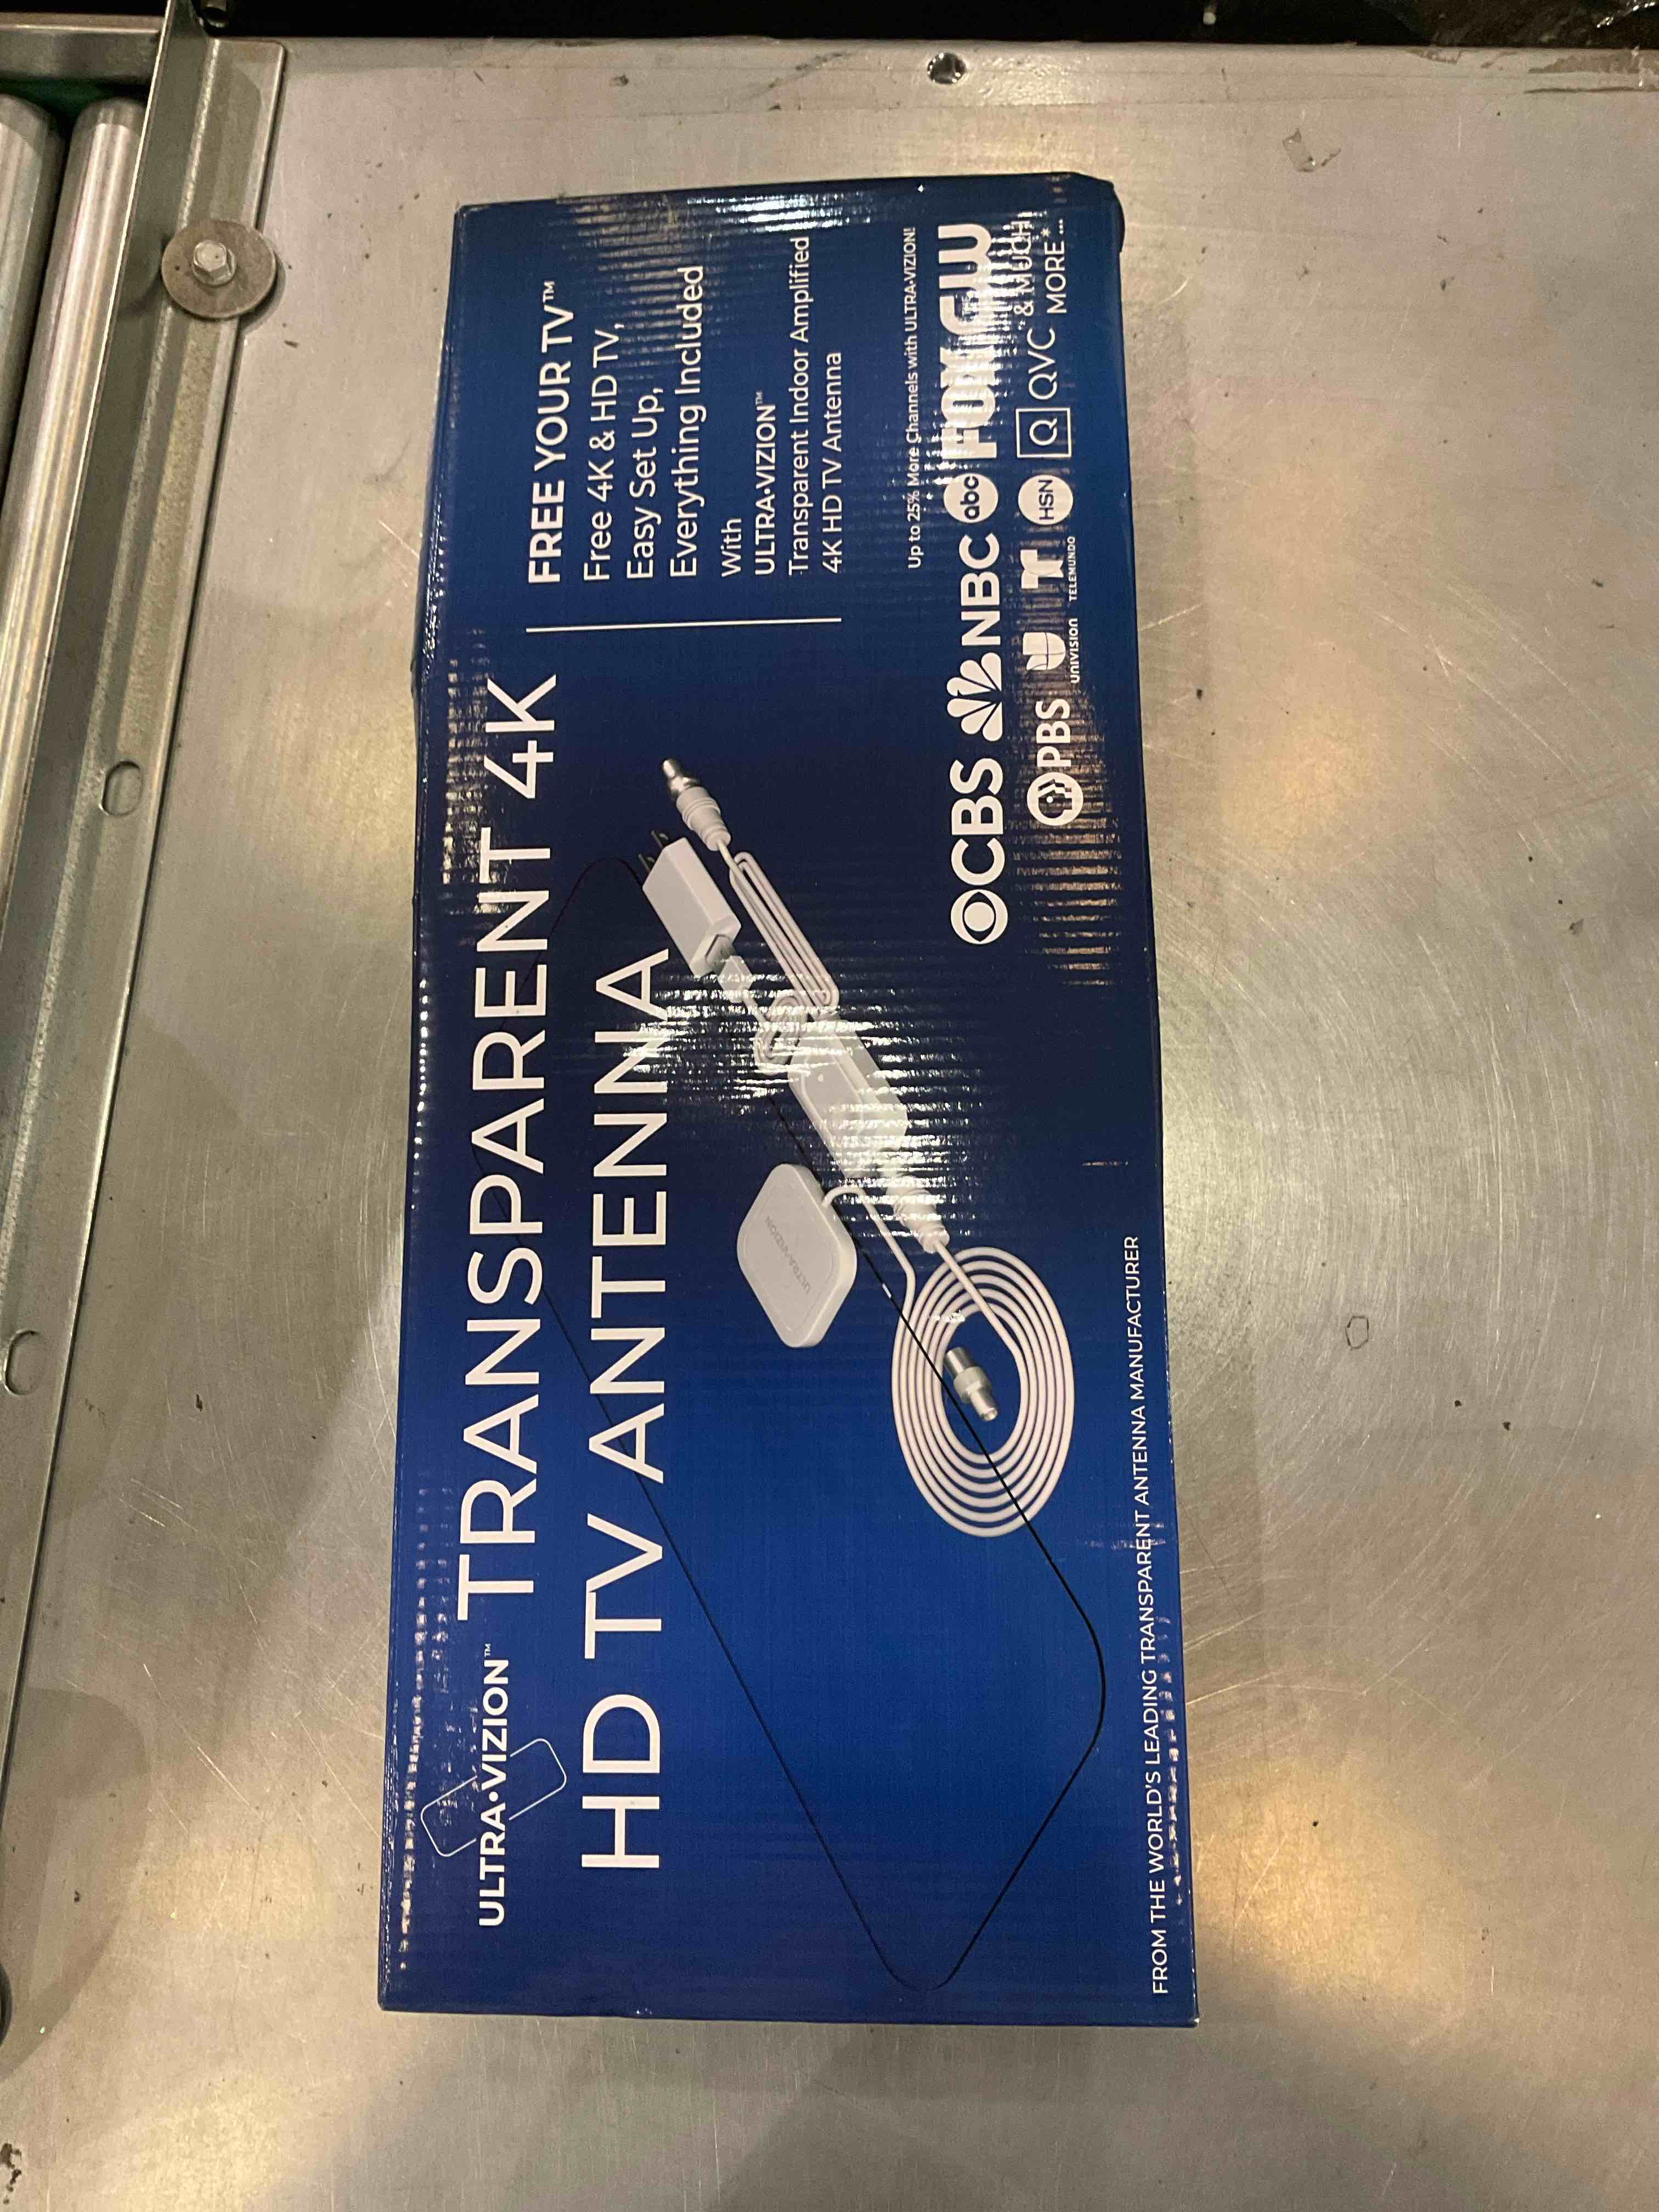 ULTRA•VIZION™
TRANSPARENT 4K
HD TV ANTENNA
FREE YOUR TV™
Free 4K & HD TV,
Easy Set Up,
Everything Included
With
ULTRA•VIZION™
Transparent Indoor Amplified
4K HD TV Antenna
ULTRA•VIZION
Up to 25% More Channels with ULTRA•VIZION!
CBS NBC abc FOX CW
PBS UNIVISION TELEMUNDO HSN Q QVC & MUCH
MORE*...
FROM THE WORLD'S LEADING TRANSPARENT ANTENNA MANUFACTURER